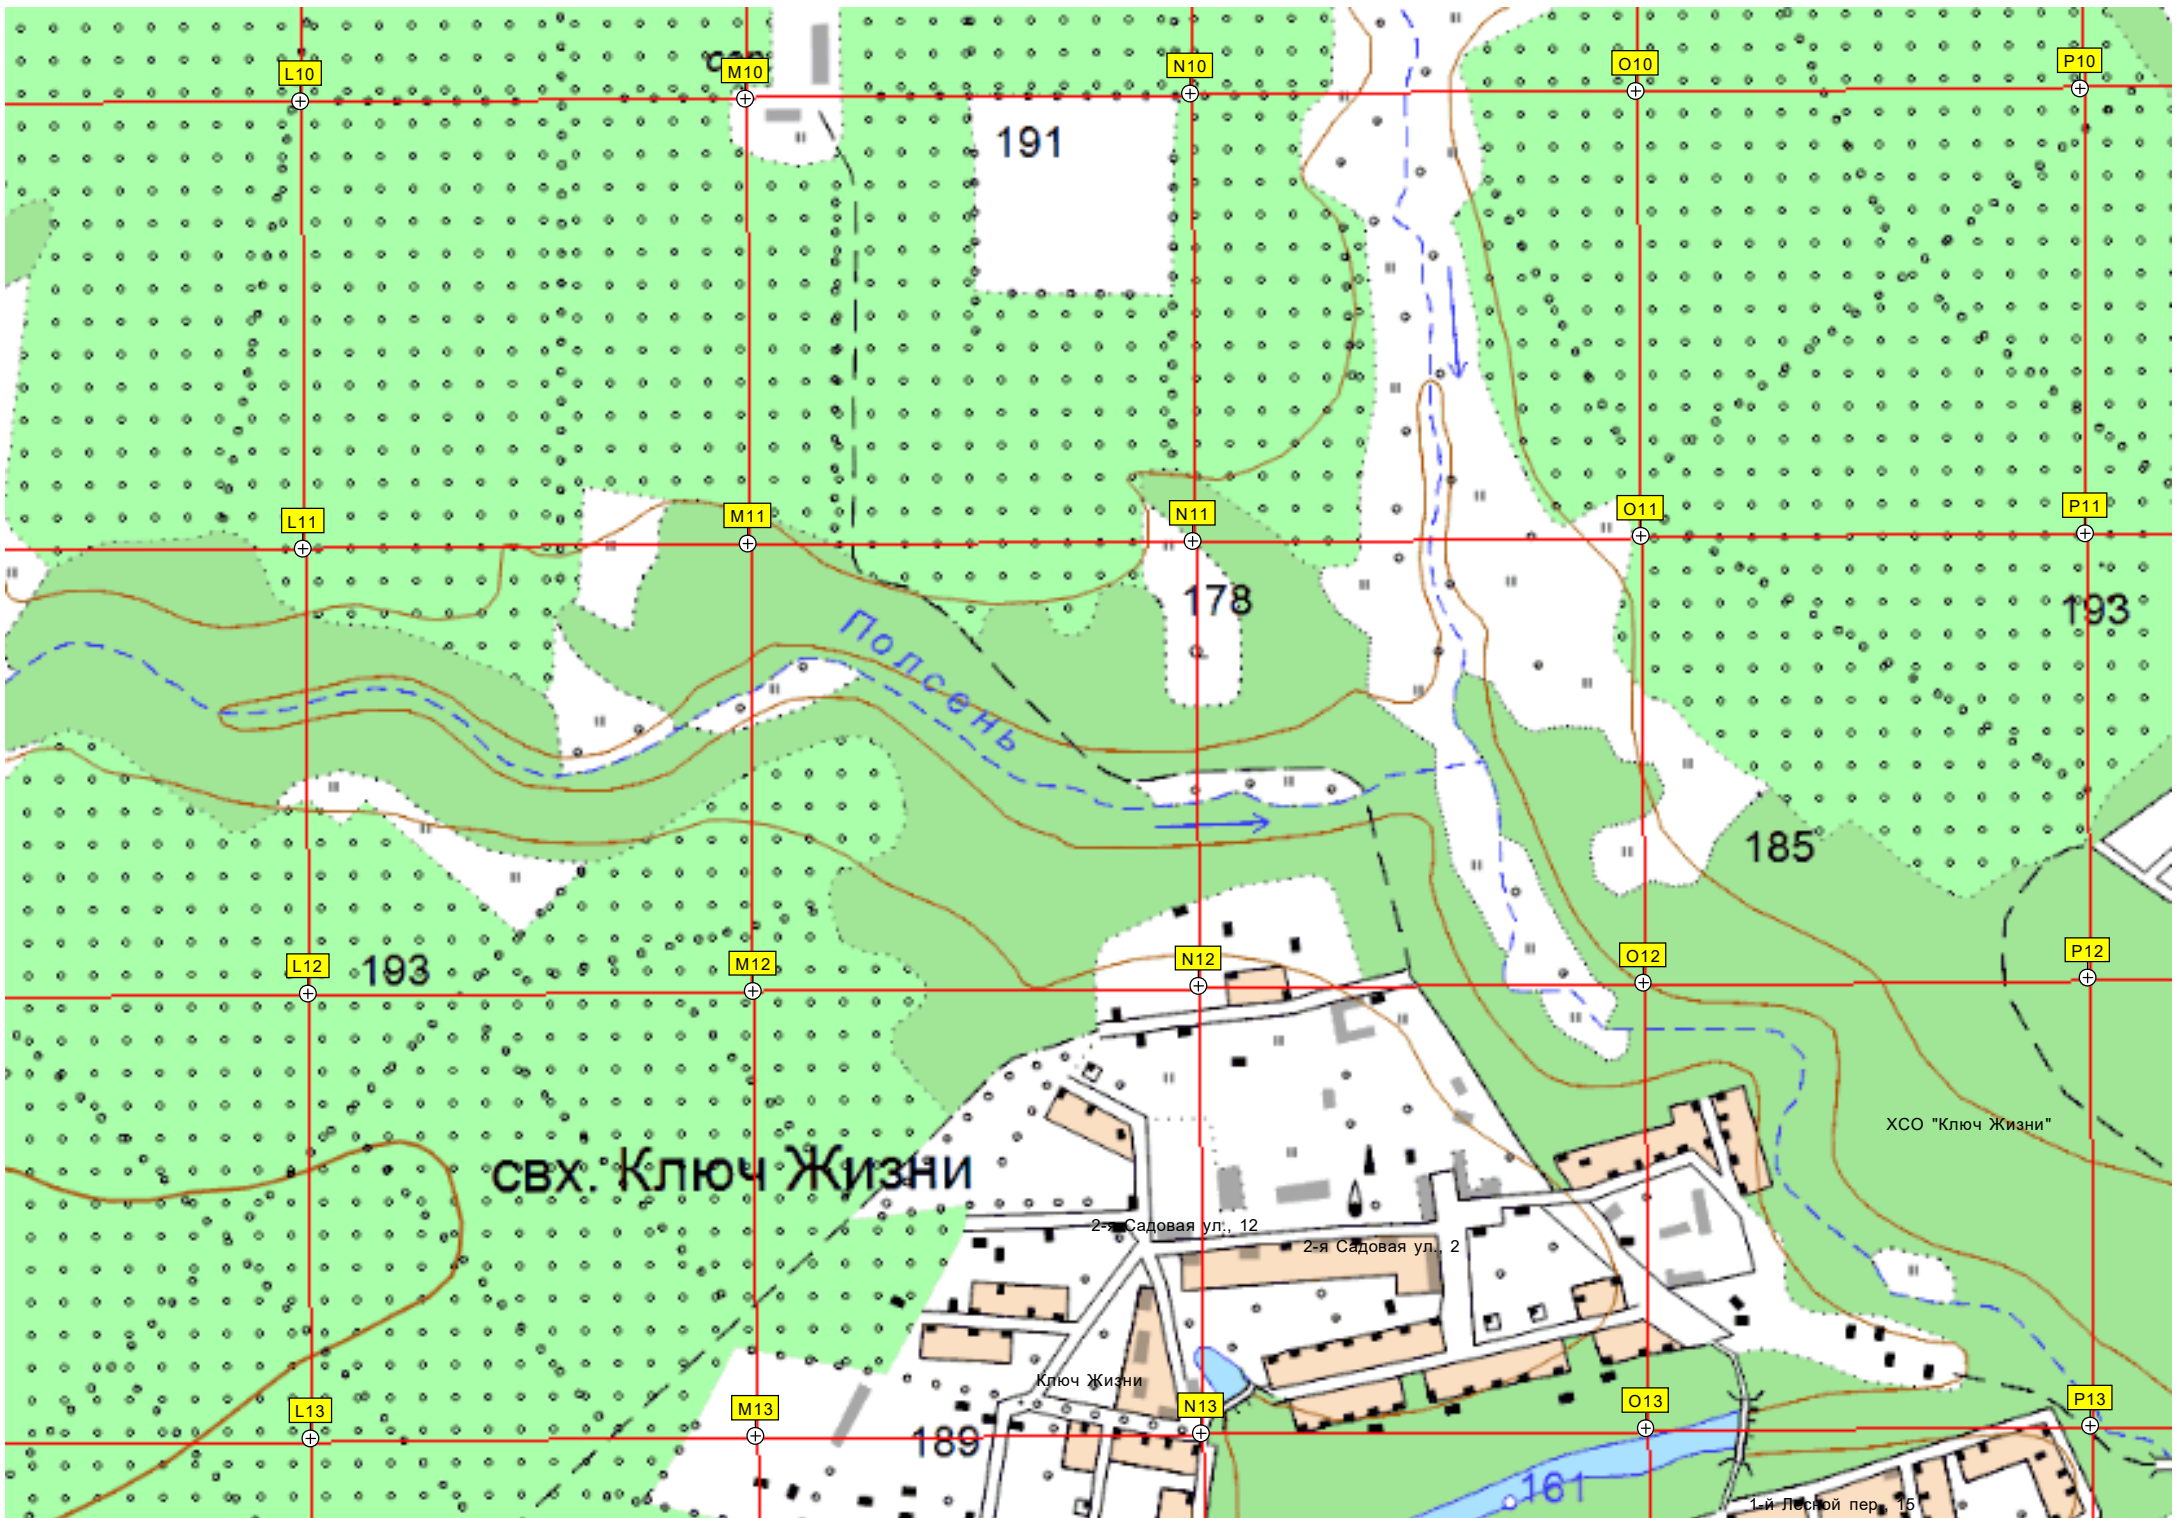 L10
M10
N10
O10
P10
191
L11
M11
N11
O11
P11
178
193
Полсень
185
L12
193
M12
N12
O12
P12
ХСО "Ключ Жизни"
свх. Ключ Жизни
2-я Садовая ул., 12
2-я Садовая ул., 2
Ключ Жизни
L13
M13
N13
O13
P13
189
161
1-й Лесной пер., 15